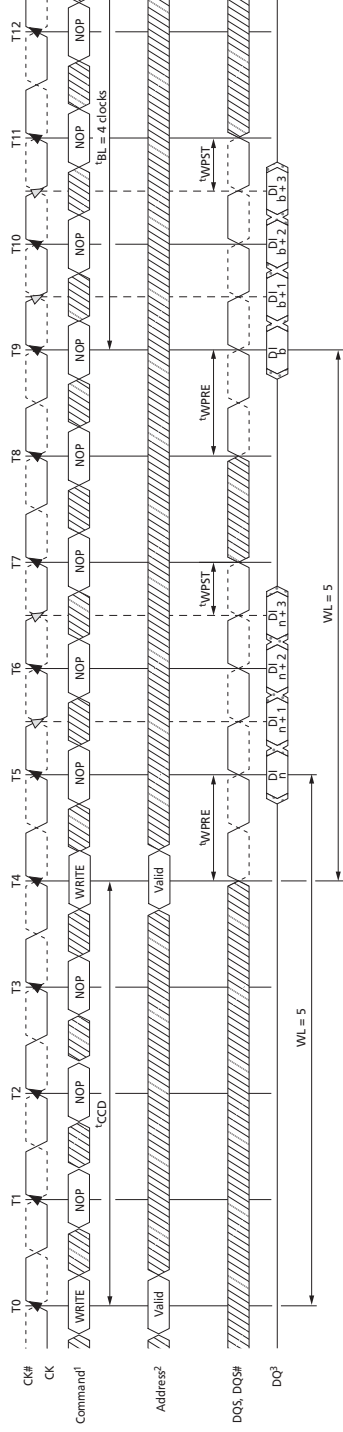 T0 T1 T2 T3 T4 T5 T6 T7 T8 T9 T10 T11 T12
CK#
CK
Command¹ WRITE NOP NOP NOP WRITE NOP NOP NOP NOP NOP NOP NOP NOP
tCCD tBL = 4 clocks
Address² Valid Valid
tWPRE tWPST tWPRE tWPST
DQS, DQS#
DQ³ DI n DI n + 1 DI n + 2 DI n + 3 DI b DI b + 1 DI b + 2 DI b + 3
WL = 5
WL = 5